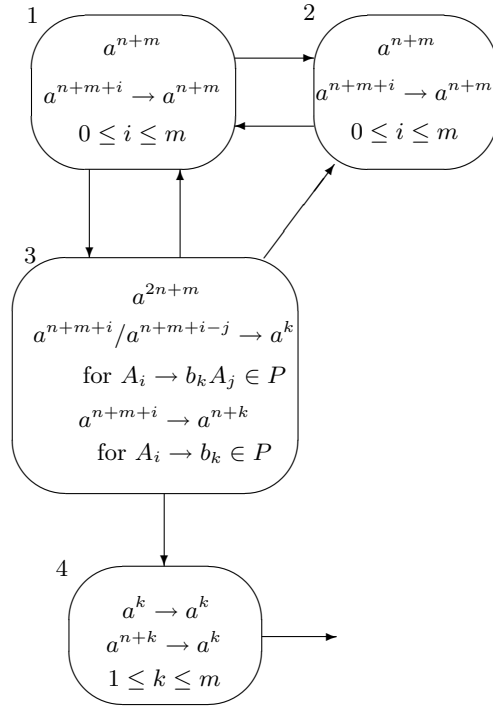 1
a^{n+m}
a^{n+m+i} → a^{n+m}
0 ≤ i ≤ m
2
a^{n+m}
a^{n+m+i} → a^{n+m}
0 ≤ i ≤ m
3
a^{2n+m}
a^{n+m+i}/a^{n+m+i−j} → a^k
for A_i → b_k A_j ∈ P
a^{n+m+i} → a^{n+k}
for A_i → b_k ∈ P
4
a^k → a^k
a^{n+k} → a^k
1 ≤ k ≤ m